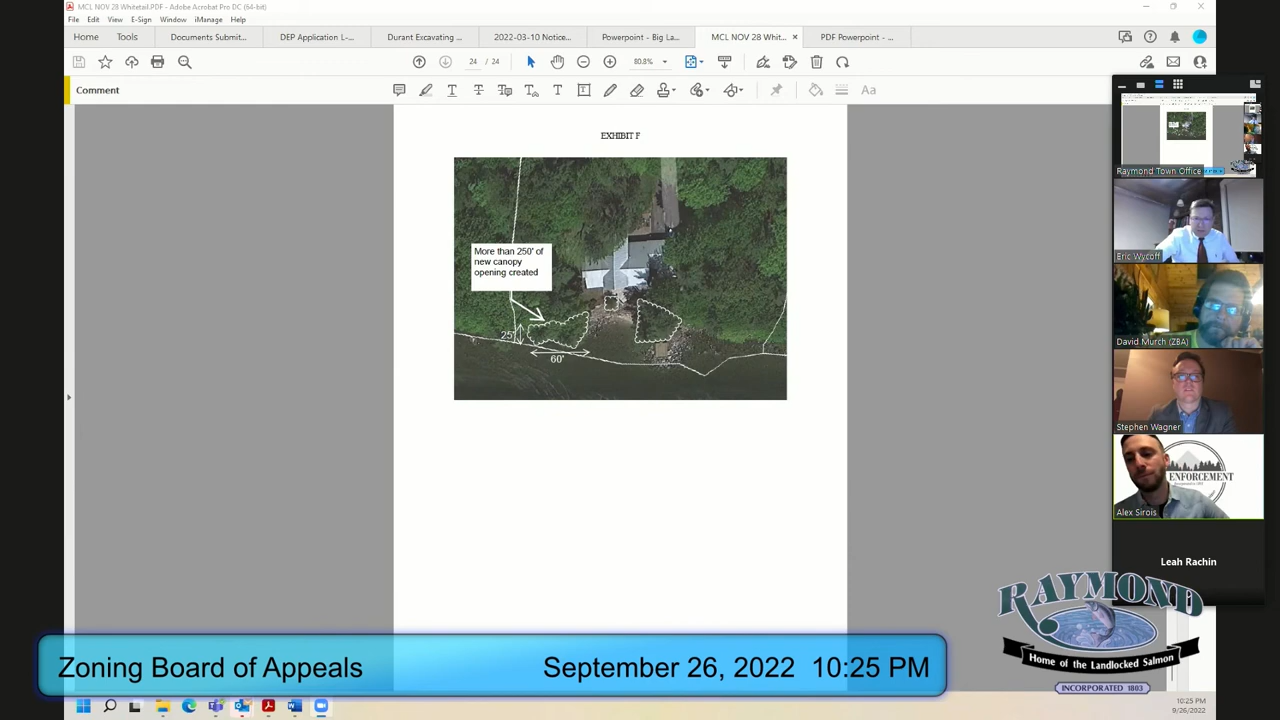 MCL NOV 28 Whitetail.PDF - Adobe Acrobat Pro DC (64-bit)
File Edit View E-Sign Window iManage Help
Home Tools Documents Submit... DEP Application L-... Durant Excavating ... 2022-03-10 Notice... Powerpoint - Big La... MCL NOV 28 Whit... × PDF Powerpoint - ...
24 / 24 80.8%
Comment
EXHIBIT F
More than 250' of
new canopy
opening created
25'
60'
Raymond Town Office
Eric Wycoff
David Murch (ZBA)
Stephen Wagner
ENFORCEMENT
Alex Sirois
Leah Rachin
RAYMOND
Home of the Landlocked Salmon
INCORPORATED 1803
Zoning Board of Appeals September 26, 2022 10:25 PM
10:25 PM
9/26/2022